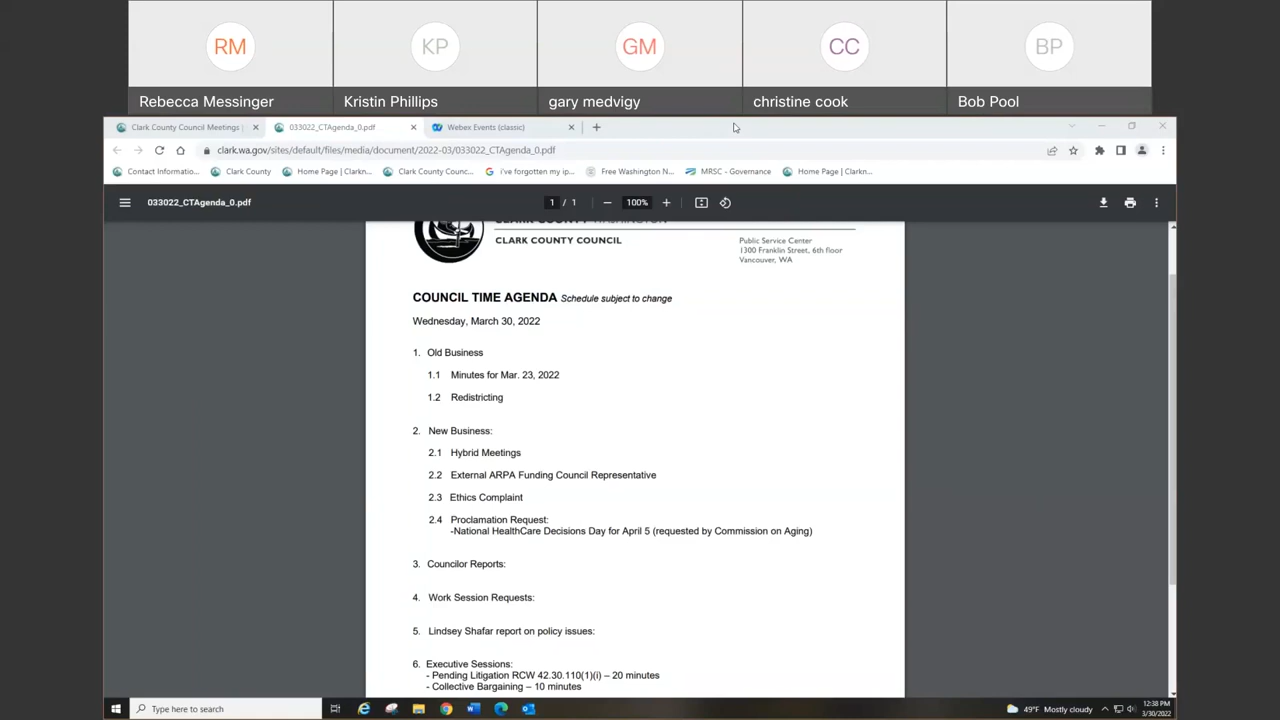 RM
KP
GM
CC
BP
Rebecca Messinger
Kristin Phillips
gary medvigy
christine cook
Bob Pool
Clark County Council Meetings |
033022_CTAgenda_0.pdf
Webex Events (classic)
clark.wa.gov/sites/default/files/media/document/2022-03/033022_CTAgenda_0.pdf
Contact Informatio...
Clark County
Home Page | Clarkn...
Clark County Counc...
i've forgotten my ip...
Free Washington N...
MRSC - Governance
Home Page | Clarkn...
033022_CTAgenda_0.pdf
1 / 1
100%
CLARK COUNTY WASHINGTON
CLARK COUNTY COUNCIL
Public Service Center
1300 Franklin Street, 6th floor
Vancouver, WA
COUNCIL TIME AGENDA Schedule subject to change
Wednesday, March 30, 2022
1. Old Business
1.1 Minutes for Mar. 23, 2022
1.2 Redistricting
2. New Business:
2.1 Hybrid Meetings
2.2 External ARPA Funding Council Representative
2.3 Ethics Complaint
2.4 Proclamation Request:
-National HealthCare Decisions Day for April 5 (requested by Commission on Aging)
3. Councilor Reports:
4. Work Session Requests:
5. Lindsey Shafar report on policy issues:
6. Executive Sessions:
- Pending Litigation RCW 42.30.110(1)(i) – 20 minutes
- Collective Bargaining – 10 minutes
Type here to search
49°F Mostly cloudy
12:38 PM
3/30/2022